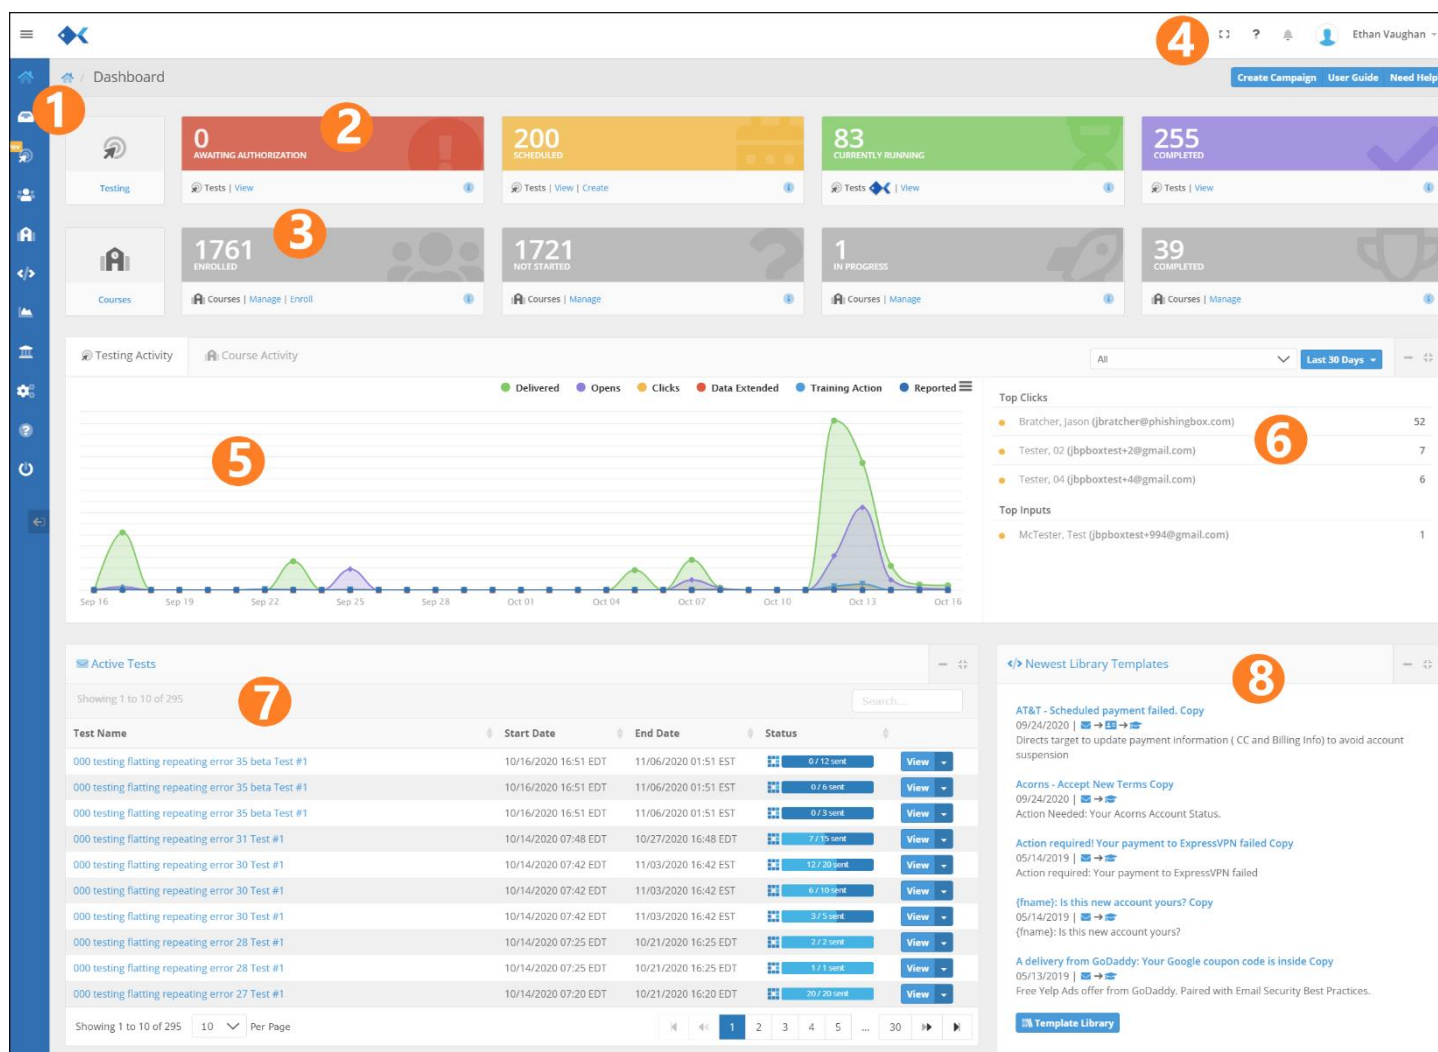 4
?
Ethan Vaughan
Dashboard
Create Campaign User Guide Need Help
1
2
Testing
0
AWAITING AUTHORIZATION
Tests | View
200
SCHEDULED
Tests | View | Create
83
CURRENTLY RUNNING
Tests | View
255
COMPLETED
Tests | View
3
Courses
1761
ENROLLED
Courses | Manage | Enroll
1721
NOT STARTED
Courses | Manage
1
IN PROGRESS
Courses | Manage
39
COMPLETED
Courses | Manage
Testing Activity Course Activity
All Last 30 Days
Delivered Opens Clicks Data Extended Training Action Reported
5
Sep 16 Sep 19 Sep 22 Sep 25 Sep 28 Oct 01 Oct 04 Oct 07 Oct 10 Oct 13 Oct 16
Top Clicks
Bratcher, Jason (jbratcher@phishingbox.com) 52
6
Tester, 02 (jbpboxtest+2@gmail.com) 7
Tester, 04 (jbpboxtest+4@gmail.com) 6
Top Inputs
McTester, Test (jbpboxtest+994@gmail.com) 1
Active Tests
Showing 1 to 10 of 295
7
Search...
Test Name Start Date End Date Status
000 testing flatting repeating error 35 beta Test #1 10/16/2020 16:51 EDT 11/06/2020 01:51 EST 0 / 12 sent View
000 testing flatting repeating error 35 beta Test #1 10/16/2020 16:51 EDT 11/06/2020 01:51 EST 0 / 6 sent View
000 testing flatting repeating error 35 beta Test #1 10/16/2020 16:51 EDT 11/06/2020 01:51 EST 0 / 3 sent View
000 testing flatting repeating error 31 Test #1 10/14/2020 07:48 EDT 10/27/2020 16:48 EDT 7 / 15 sent View
000 testing flatting repeating error 30 Test #1 10/14/2020 07:42 EDT 11/03/2020 16:42 EST 12 / 20 sent View
000 testing flatting repeating error 30 Test #1 10/14/2020 07:42 EDT 11/03/2020 16:42 EST 6 / 10 sent View
000 testing flatting repeating error 30 Test #1 10/14/2020 07:42 EDT 11/03/2020 16:42 EST 3 / 5 sent View
000 testing flatting repeating error 28 Test #1 10/14/2020 07:25 EDT 10/21/2020 16:25 EDT 2 / 2 sent View
000 testing flatting repeating error 28 Test #1 10/14/2020 07:25 EDT 10/21/2020 16:25 EDT 1 / 1 sent View
000 testing flatting repeating error 27 Test #1 10/14/2020 07:20 EDT 10/21/2020 16:20 EDT 20 / 20 sent View
Showing 1 to 10 of 295 10 Per Page 1 2 3 4 5 ... 30
Newest Library Templates
8
AT&T - Scheduled payment failed. Copy
09/24/2020 |
Directs target to update payment information ( CC and Billing Info) to avoid account
suspension
Acorns - Accept New Terms Copy
09/24/2020 |
Action Needed: Your Acorns Account Status.
Action required! Your payment to ExpressVPN failed Copy
05/14/2019 |
Action required: Your payment to ExpressVPN failed
{fname}: Is this new account yours? Copy
05/14/2019 |
{fname}: Is this new account yours?
A delivery from GoDaddy: Your Google coupon code is inside Copy
05/13/2019 |
Free Yelp Ads offer from GoDaddy. Paired with Email Security Best Practices.
Template Library